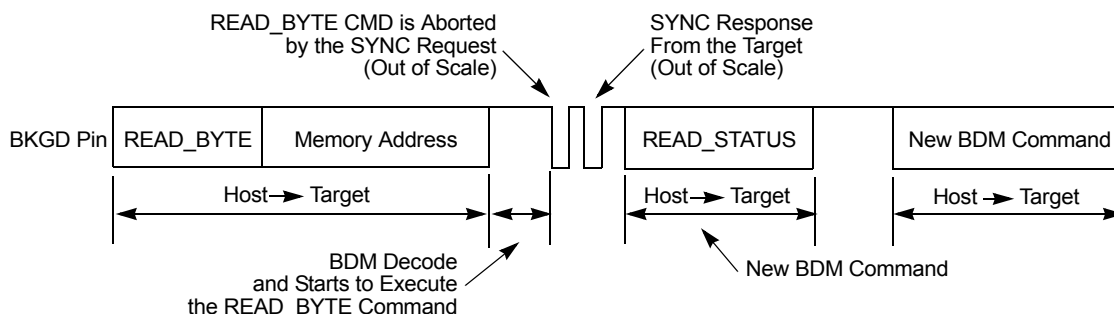 READ_BYTE CMD is Aborted
by the SYNC Request
(Out of Scale)
SYNC Response
From the Target
(Out of Scale)
BKGD Pin
READ_BYTE
Memory Address
READ_STATUS
New BDM Command
Host Target
Host Target
Host Target
BDM Decode
and Starts to Execute
the READ_BYTE Command
New BDM Command